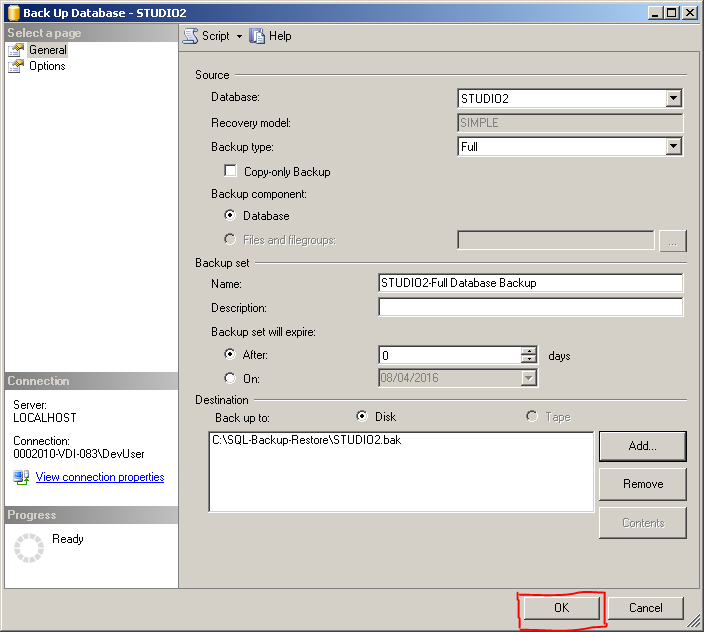 Back Up Database - STUDIO2
Select a page
General
Options
Script Help
Source
Database: STUDIO2
Recovery model: SIMPLE
Backup type: Full
Copy-only Backup
Backup component:
Database
Files and filegroups: ...
Backup set
Name: STUDIO2-Full Database Backup
Description:
Backup set will expire:
After: 0 days
On: 08/04/2016
Destination
Back up to: Disk Tape
C:\SQL-Backup-Restore\STUDIO2.bak
Add...
Remove
Contents
Connection
Server:
LOCALHOST
Connection:
0002010-VDI-083\DevUser
View connection properties
Progress
Ready
OK Cancel